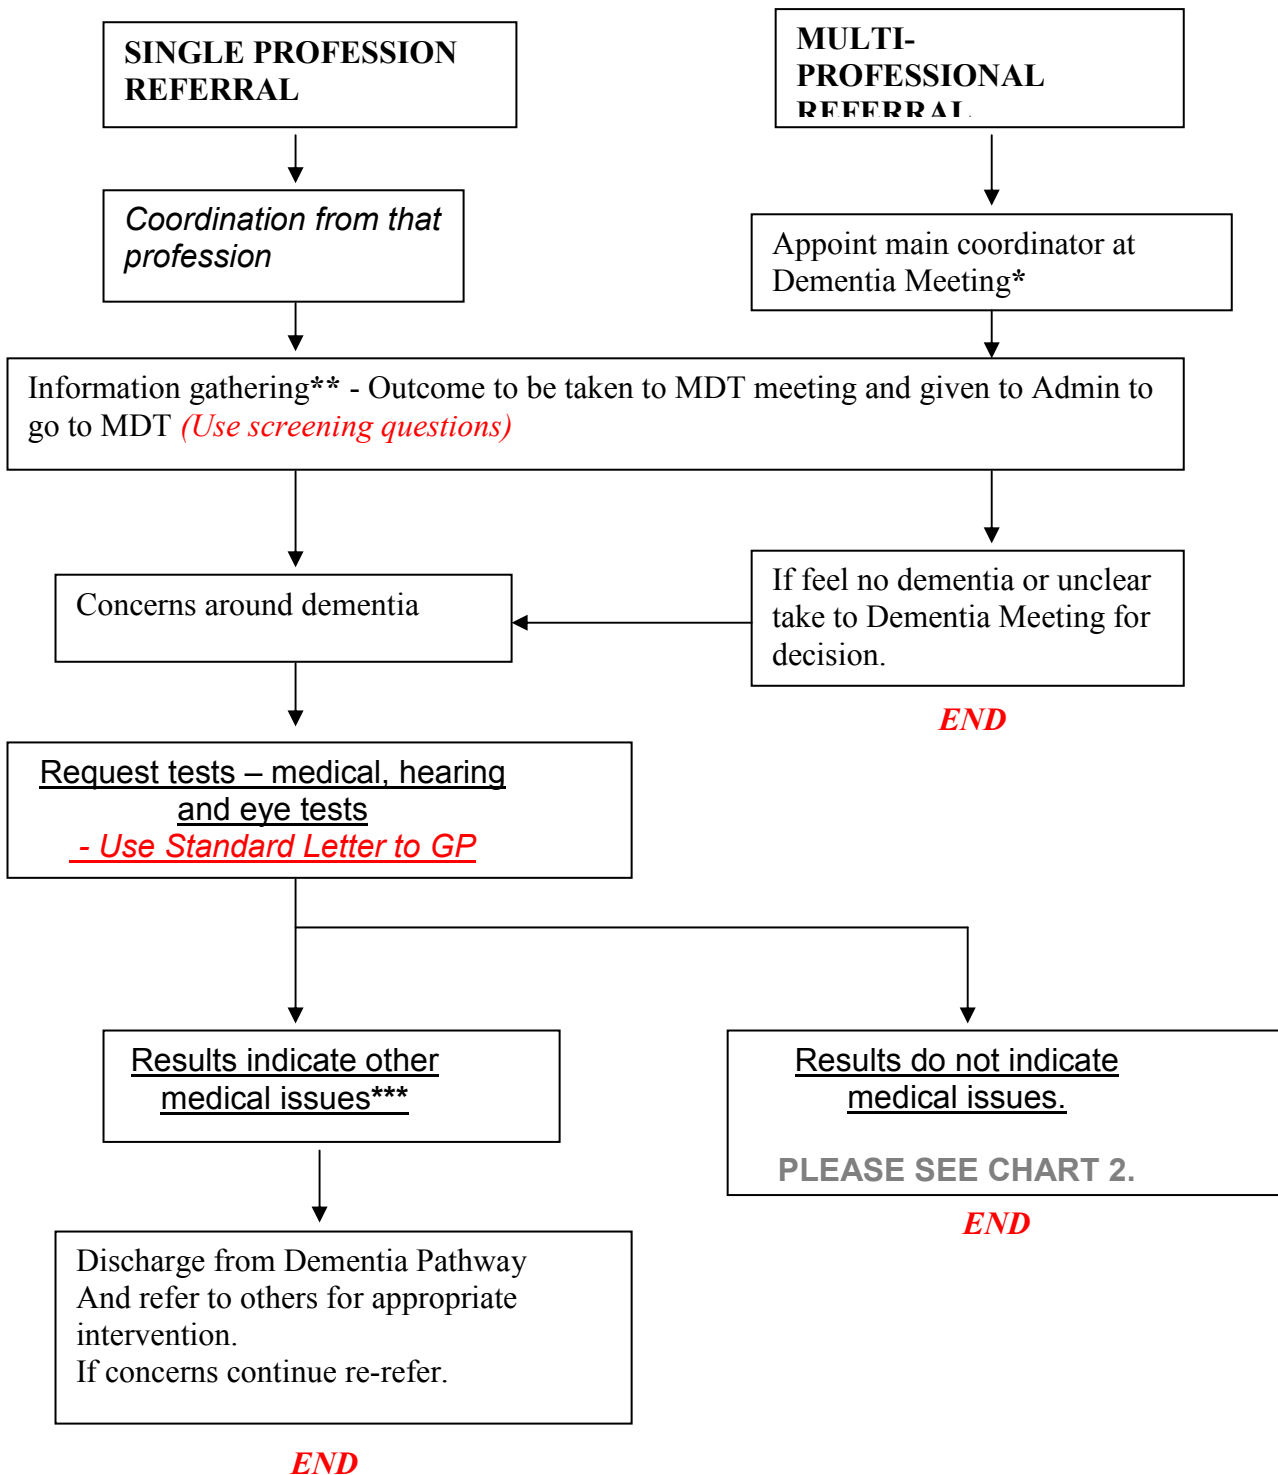 SINGLE PROFESSION
REFERRAL
MULTI-
PROFESSIONAL
REFERRAL
Coordination from that
profession
Appoint main coordinator at
Dementia Meeting*
Information gathering** - Outcome to be taken to MDT meeting and given to Admin to
go to MDT (Use screening questions)
Concerns around dementia
If feel no dementia or unclear
take to Dementia Meeting for
decision.
END
Request tests – medical, hearing
and eye tests
- Use Standard Letter to GP
Results indicate other
medical issues***
Results do not indicate
medical issues.
PLEASE SEE CHART 2.
END
Discharge from Dementia Pathway
And refer to others for appropriate
intervention.
If concerns continue re-refer.
END